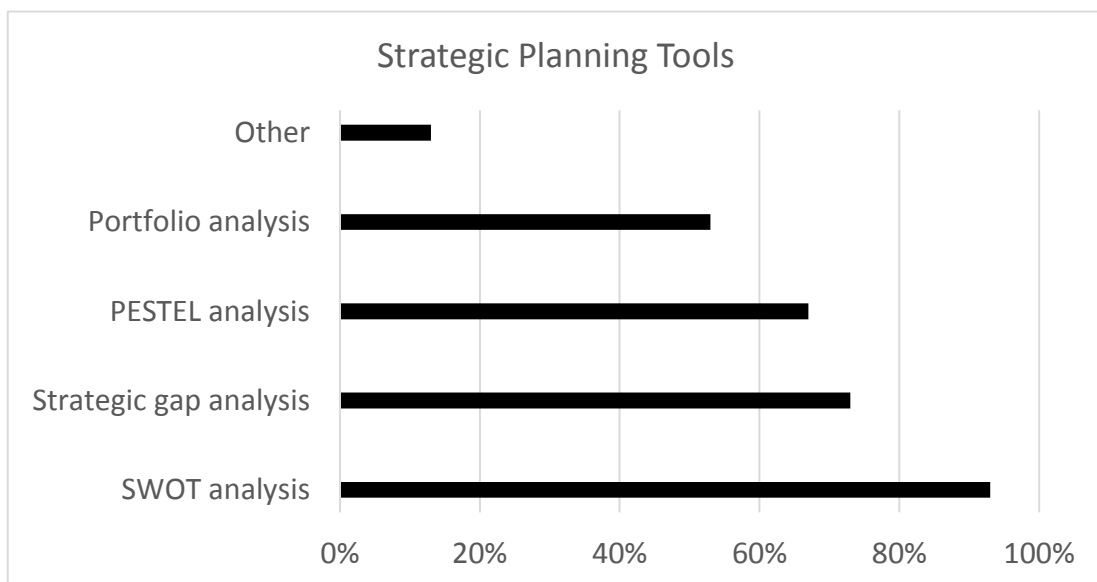 Strategic Planning Tools
Other
Portfolio analysis
PESTEL analysis
Strategic gap analysis
SWOT analysis
0% 20% 40% 60% 80% 100%